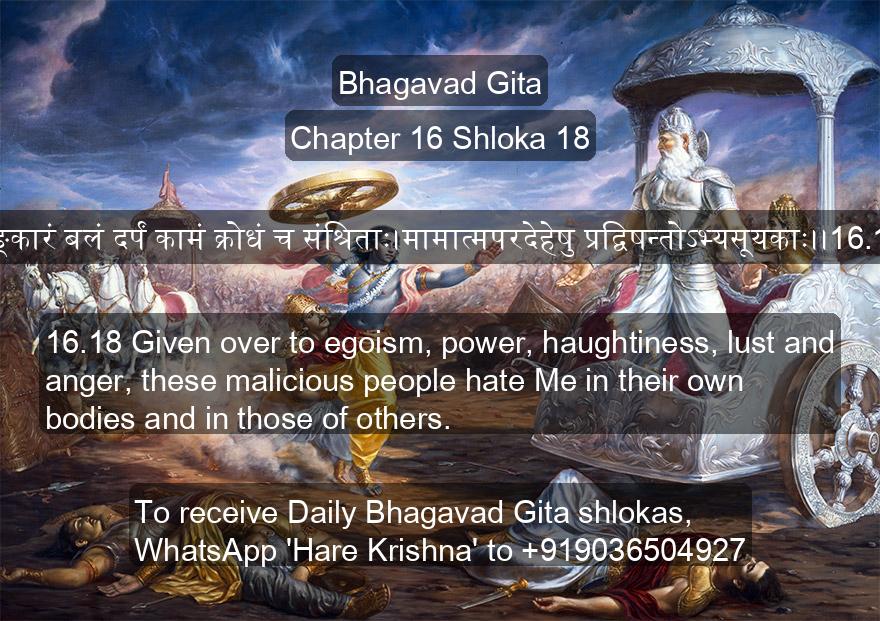 Bhagavad Gita
Chapter 16 Shloka 18
बलं दर्पं कामं क्रोधं च संश्रिताः।मामात्मपरदेहेषु प्रद्विषन्तोऽभ्यसूयकाः।।16.1
16.18 Given over to egoism, power, haughtiness, lust and
anger, these malicious people hate Me in their own
bodies and in those of others.
To receive Daily Bhagavad Gita shlokas,
WhatsApp 'Hare Krishna' to +919036504927